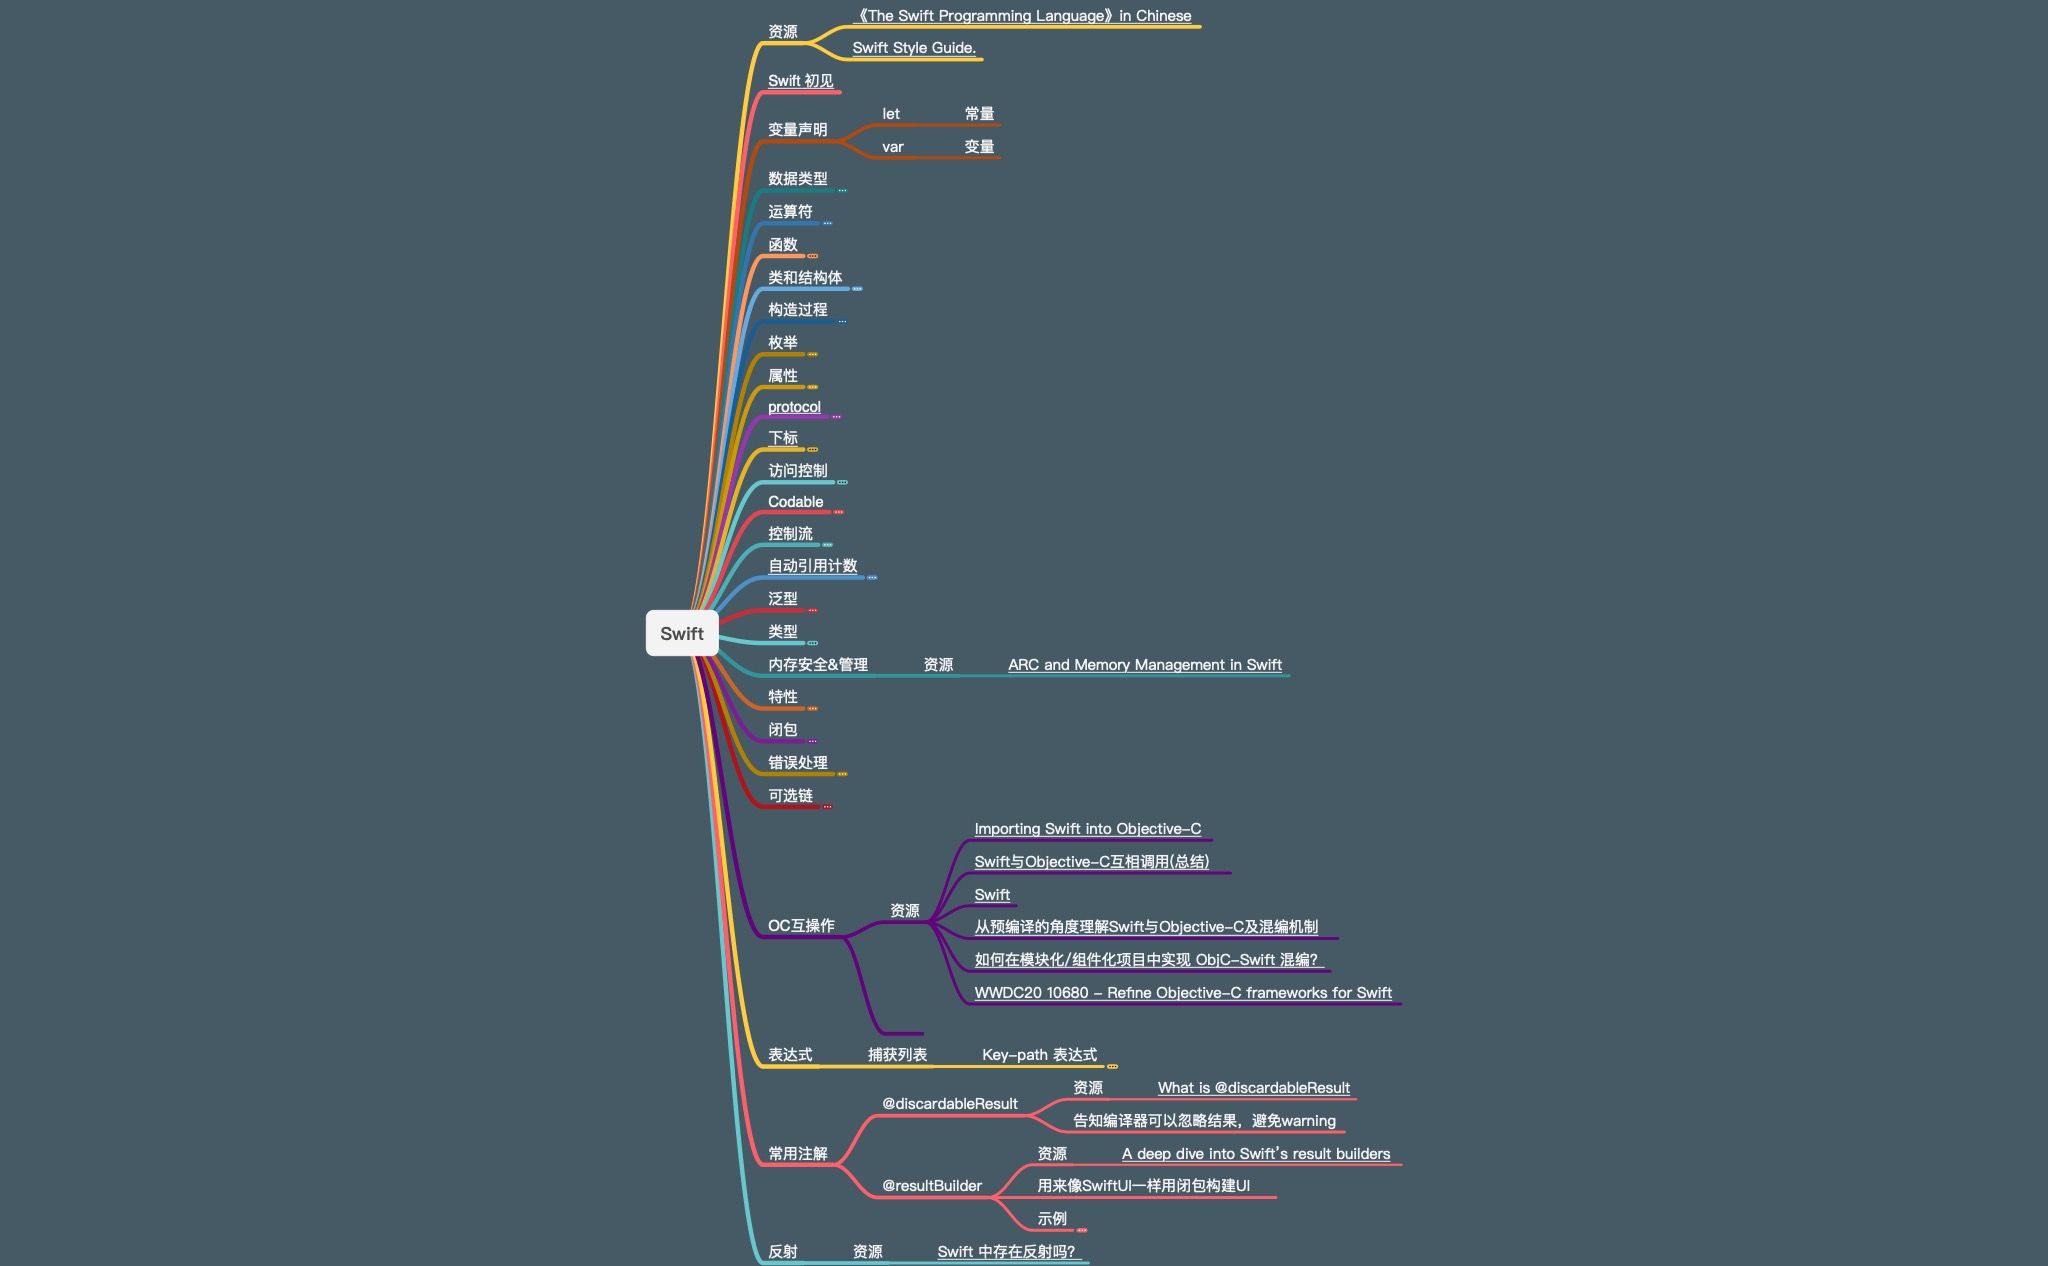 资源
《The Swift Programming Language》in Chinese
Swift Style Guide.
Swift 初见
变量声明
let
常量
var
变量
数据类型
运算符
函数
类和结构体
构造过程
枚举
属性
protocol
下标
访问控制
Codable
控制流
自动引用计数
泛型
Swift
类型
内存安全&管理
资源
ARC and Memory Management in Swift
特性
闭包
错误处理
可选链
OC互操作
资源
Importing Swift into Objective-C
Swift与Objective-C互相调用(总结)
Swift
从预编译的角度理解Swift与Objective-C及混编机制
如何在模块化/组件化项目中实现 ObjC-Swift 混编？
WWDC20 10680 - Refine Objective-C frameworks for Swift
表达式
捕获列表
Key-path 表达式
常用注解
@discardableResult
资源
What is @discardableResult
告知编译器可以忽略结果，避免warning
@resultBuilder
资源
A deep dive into Swift’s result builders
用来像SwiftUI一样用闭包构建UI
示例
反射
资源
Swift 中存在反射吗？